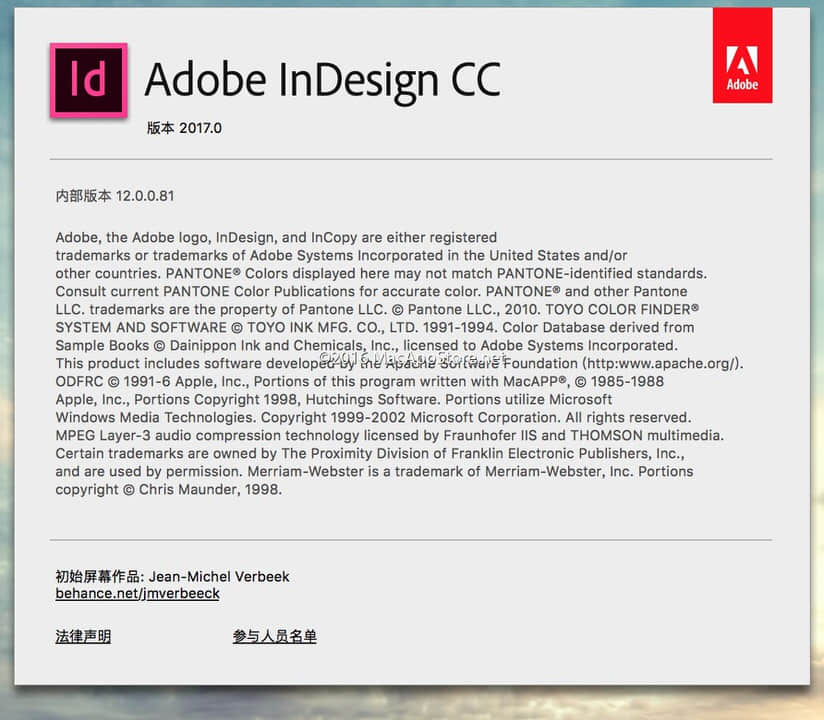 Id
Adobe InDesign CC
Adobe
版本 2017.0
内部版本 12.0.0.81
Adobe, the Adobe logo, InDesign, and InCopy are either registered
trademarks or trademarks of Adobe Systems Incorporated in the United States and/or
other countries. PANTONE® Colors displayed here may not match PANTONE-identified standards.
Consult current PANTONE Color Publications for accurate color. PANTONE® and other Pantone
LLC. trademarks are the property of Pantone LLC. © Pantone LLC., 2010. TOYO COLOR FINDER®
SYSTEM AND SOFTWARE © TOYO INK MFG. CO., LTD. 1991-1994. Color Database derived from
Sample Books © Dainippon Ink and Chemicals, Inc., licensed to Adobe Systems Incorporated.
©2016 MacAppStore.net
This product includes software developed by the Apache Software Foundation (http:www.apache.org/).
ODFRC © 1991-6 Apple, Inc., Portions of this program written with MacAPP®, © 1985-1988
Apple, Inc., Portions Copyright 1998, Hutchings Software. Portions utilize Microsoft
Windows Media Technologies. Copyright 1999-2002 Microsoft Corporation. All rights reserved.
MPEG Layer-3 audio compression technology licensed by Fraunhofer IIS and THOMSON multimedia.
Certain trademarks are owned by The Proximity Division of Franklin Electronic Publishers, Inc.,
and are used by permission. Merriam-Webster is a trademark of Merriam-Webster, Inc. Portions
copyright © Chris Maunder, 1998.
初始屏幕作品: Jean-Michel Verbeek
behance.net/jmverbeeck
法律声明
参与人员名单